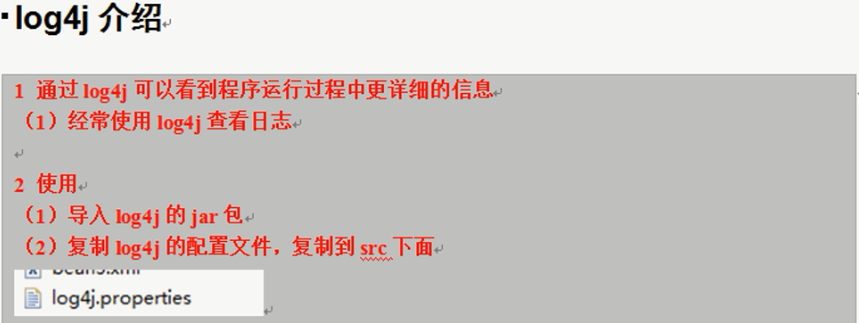 log4j 介绍
1 通过 log4j 可以看到程序运行过程中更详细的信息
（1）经常使用 log4j 查看日志
2 使用
（1）导入 log4j 的 jar 包
（2）复制 log4j 的配置文件，复制到 src 下面
log4j.properties